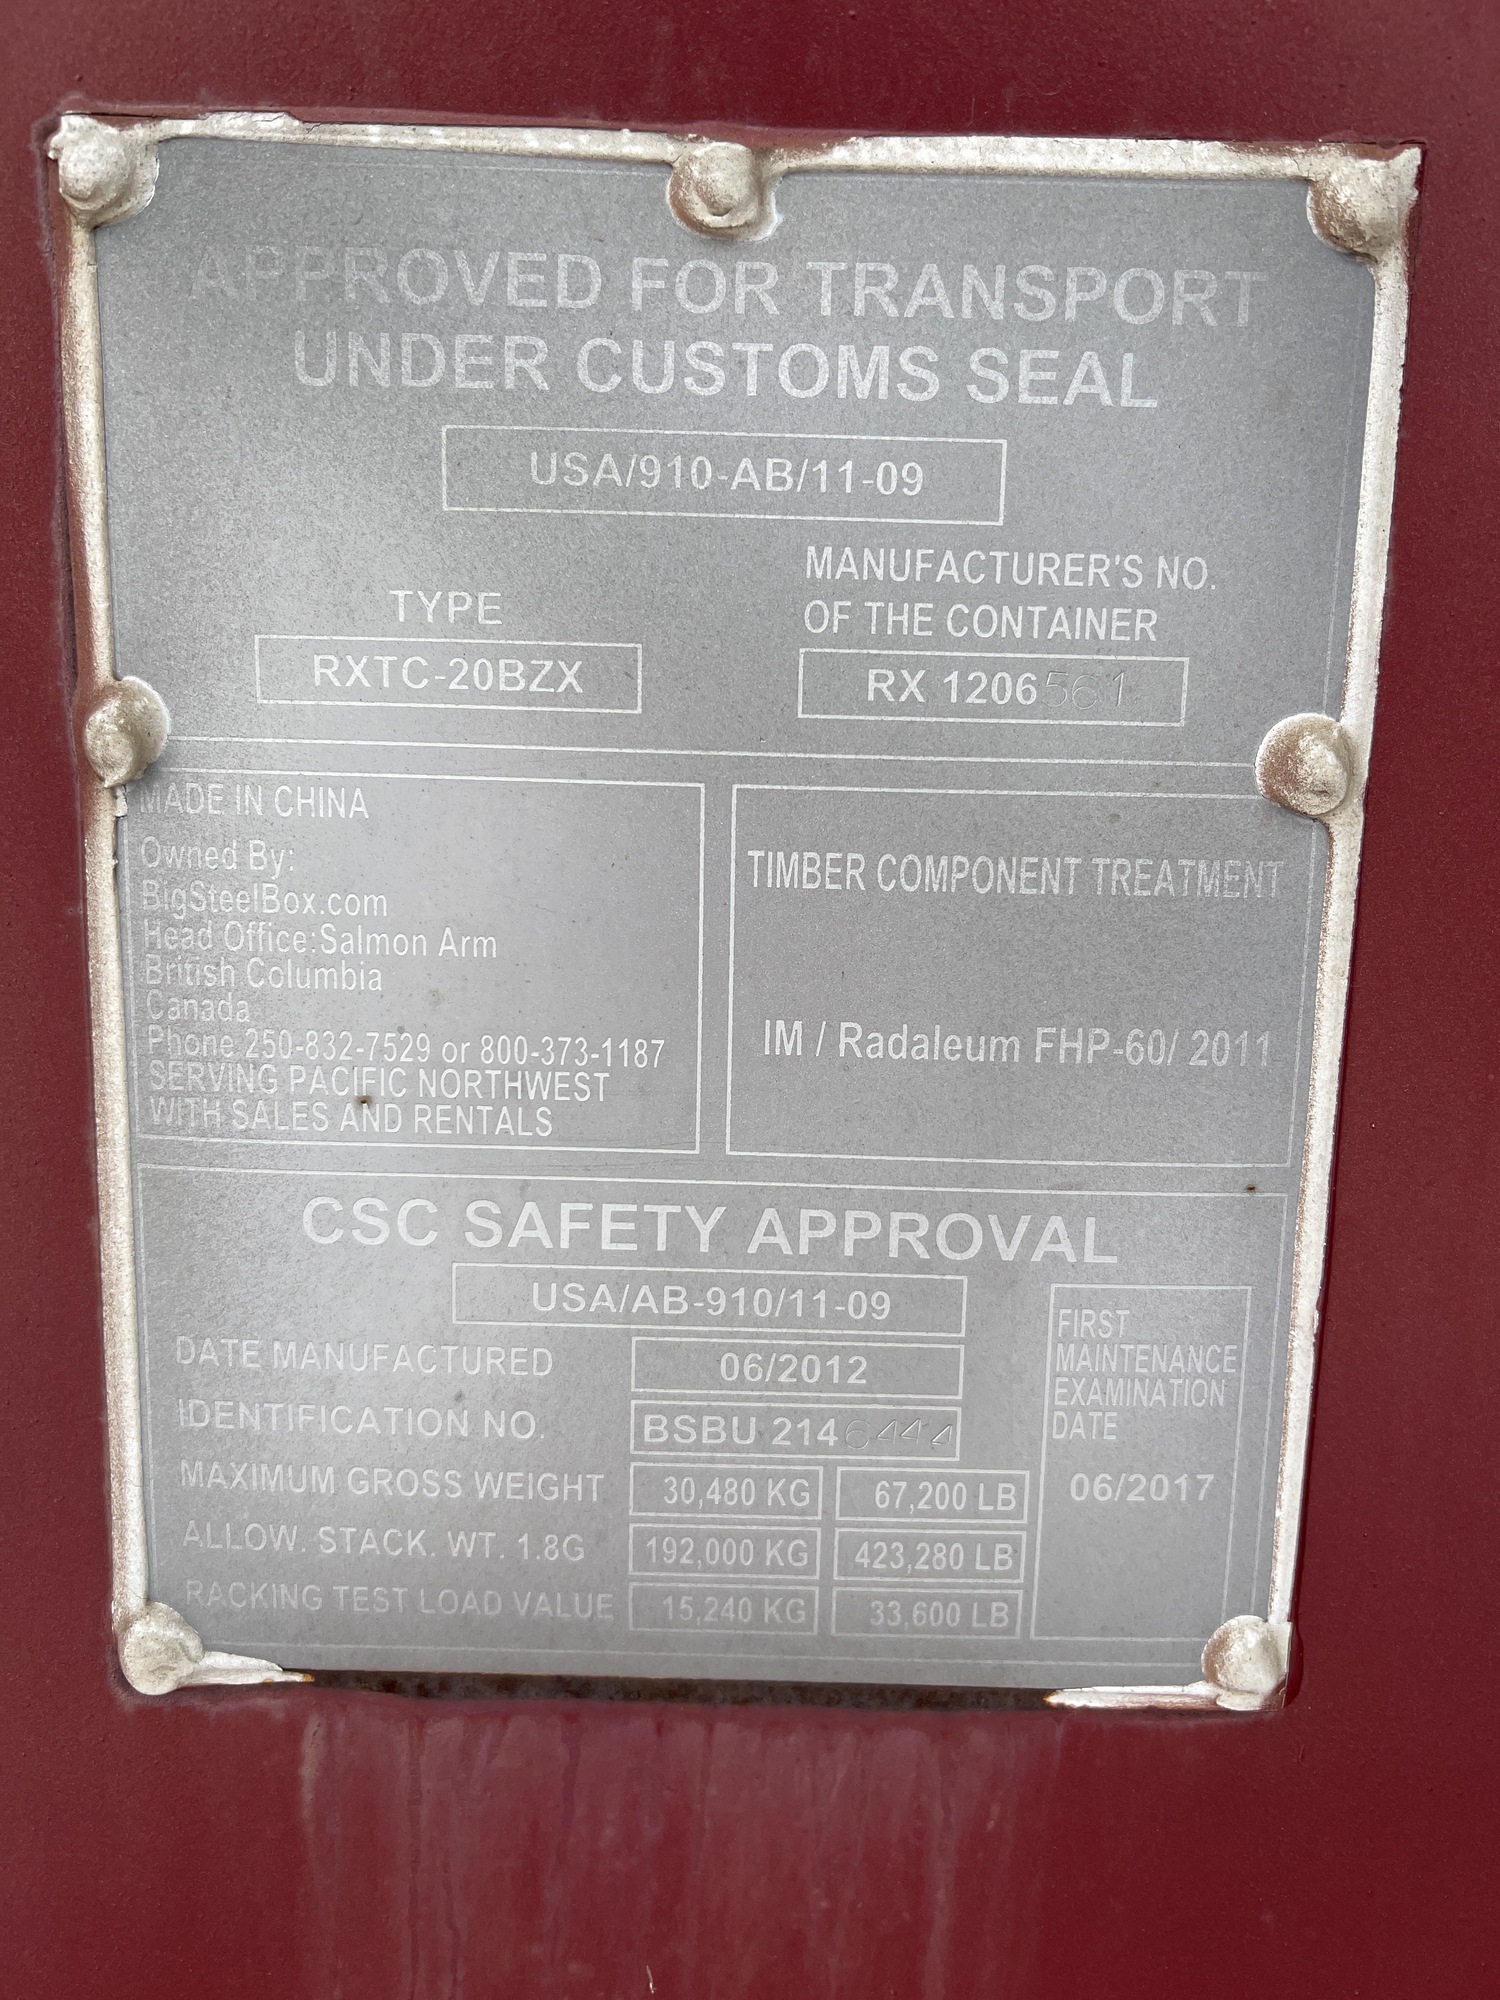 APPROVED FOR TRANSPORT
UNDER CUSTOMS SEAL
USA/910-AB/11-09
TYPE
RXTC-20BZX
MANUFACTURER'S NO.
OF THE CONTAINER
RX 1206561
MADE IN CHINA
Owned By:
BigSteelBox.com
Head Office:Salmon Arm
British Columbia
Canada
Phone 250-832-7529 or 800-373-1187
SERVING PACIFIC NORTHWEST
WITH SALES AND RENTALS
TIMBER COMPONENT TREATMENT
IM / Radaleum FHP-60/ 2011
CSC SAFETY APPROVAL
USA/AB-910/11-09
DATE MANUFACTURED 06/2012
IDENTIFICATION NO. BSBU 2146444
MAXIMUM GROSS WEIGHT 30,480 KG 67,200 LB
ALLOW. STACK. WT. 1.8G 192,000 KG 423,280 LB
RACKING TEST LOAD VALUE 15,240 KG 33,600 LB
FIRST
MAINTENANCE
EXAMINATION
DATE
06/2017